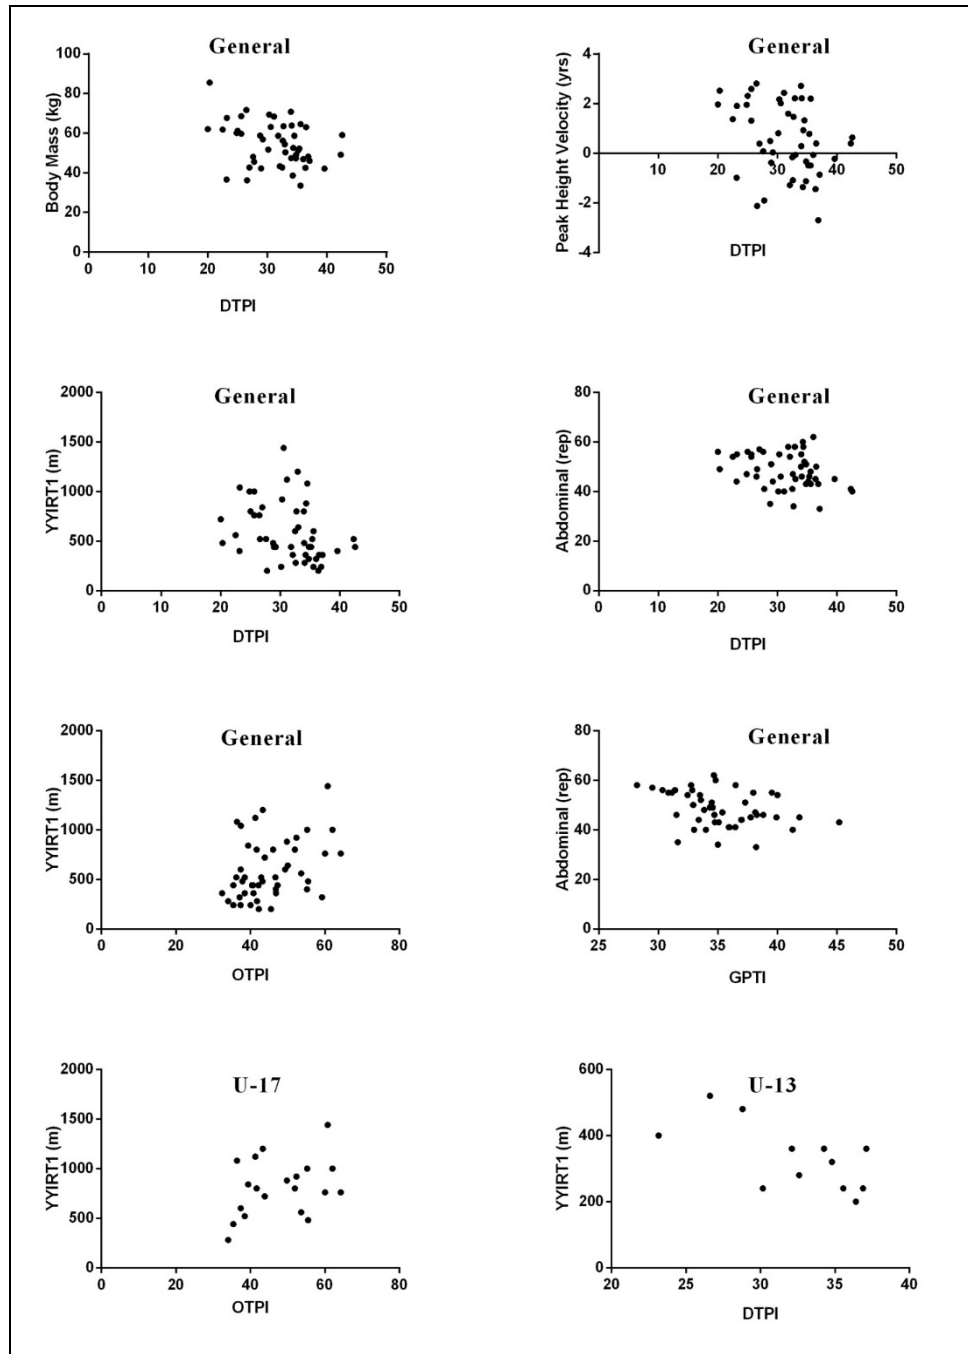 General
Body Mass (kg)
100
80
60
40
20
0
0 10 20 30 40 50
DTPI
General
Peak Height Velocity (yrs)
4
2
0
-2
-4
10 20 30 40 50
DTPI
General
YYIRT1 (m)
2000
1500
1000
500
0
0 10 20 30 40 50
DTPI
General
Abdominal (rep)
80
60
40
20
0
0 10 20 30 40 50
DTPI
General
YYIRT1 (m)
2000
1500
1000
500
0
0 20 40 60 80
OTPI
General
Abdominal (rep)
80
60
40
20
0
25 30 35 40 45 50
GPTI
U-17
YYIRT1 (m)
2000
1500
1000
500
0
0 20 40 60 80
OTPI
U-13
YYIRT1 (m)
600
400
200
0
20 25 30 35 40
DTPI